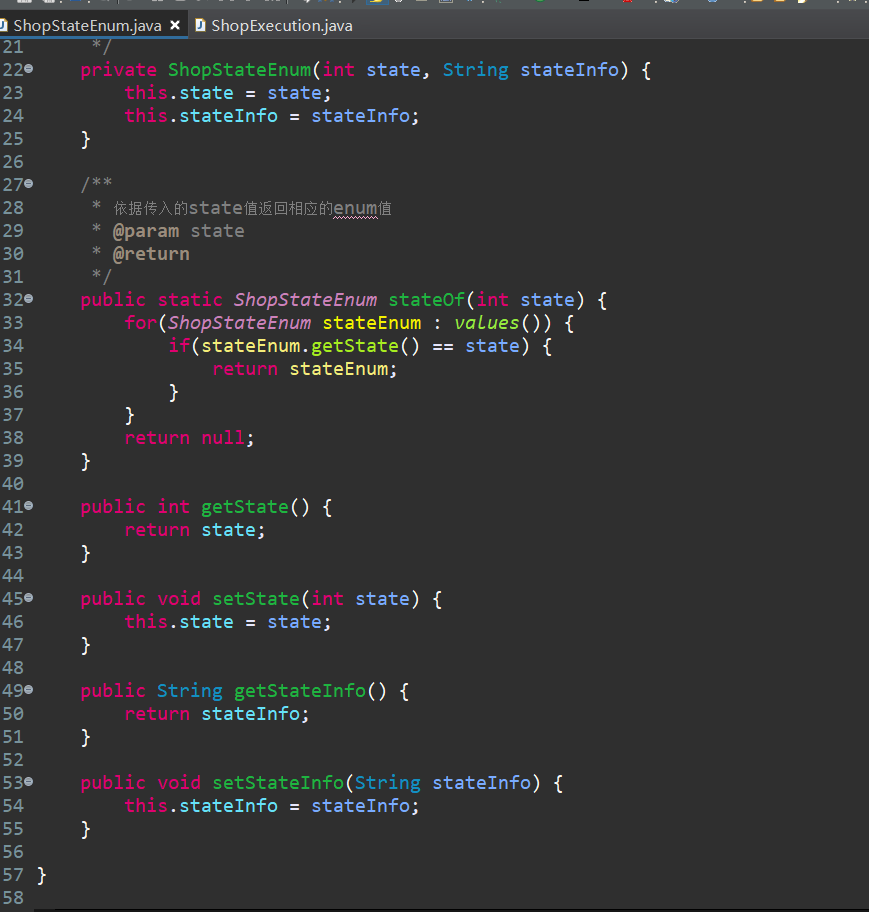 ShopStateEnum.java ShopExecution.java
21 */
22 private ShopStateEnum(int state, String stateInfo) {
23 this.state = state;
24 this.stateInfo = stateInfo;
25 }
26
27 /**
28 * 依据传入的state值返回相应的enum值
29 * @param state
30 * @return
31 */
32 public static ShopStateEnum stateOf(int state) {
33 for(ShopStateEnum stateEnum : values()) {
34 if(stateEnum.getState() == state) {
35 return stateEnum;
36 }
37 }
38 return null;
39 }
40
41 public int getState() {
42 return state;
43 }
44
45 public void setState(int state) {
46 this.state = state;
47 }
48
49 public String getStateInfo() {
50 return stateInfo;
51 }
52
53 public void setStateInfo(String stateInfo) {
54 this.stateInfo = stateInfo;
55 }
56
57 }
58